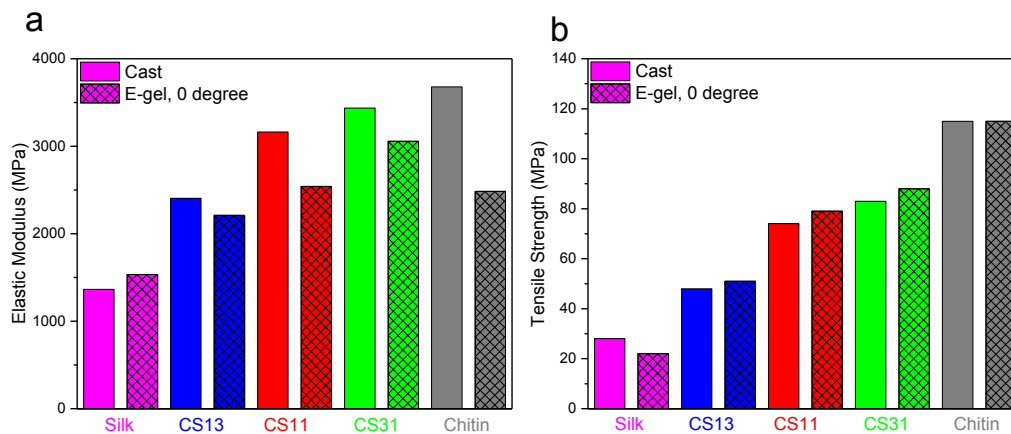 a
4000
3000
2000
1000
0
Elastic Modulus (MPa)
Cast
E-gel, 0 degree
Silk CS13 CS11 CS31 Chitin
b
140
120
100
80
60
40
20
0
Tensile Strength (MPa)
Cast
E-gel, 0 degree
Silk CS13 CS11 CS31 Chitin